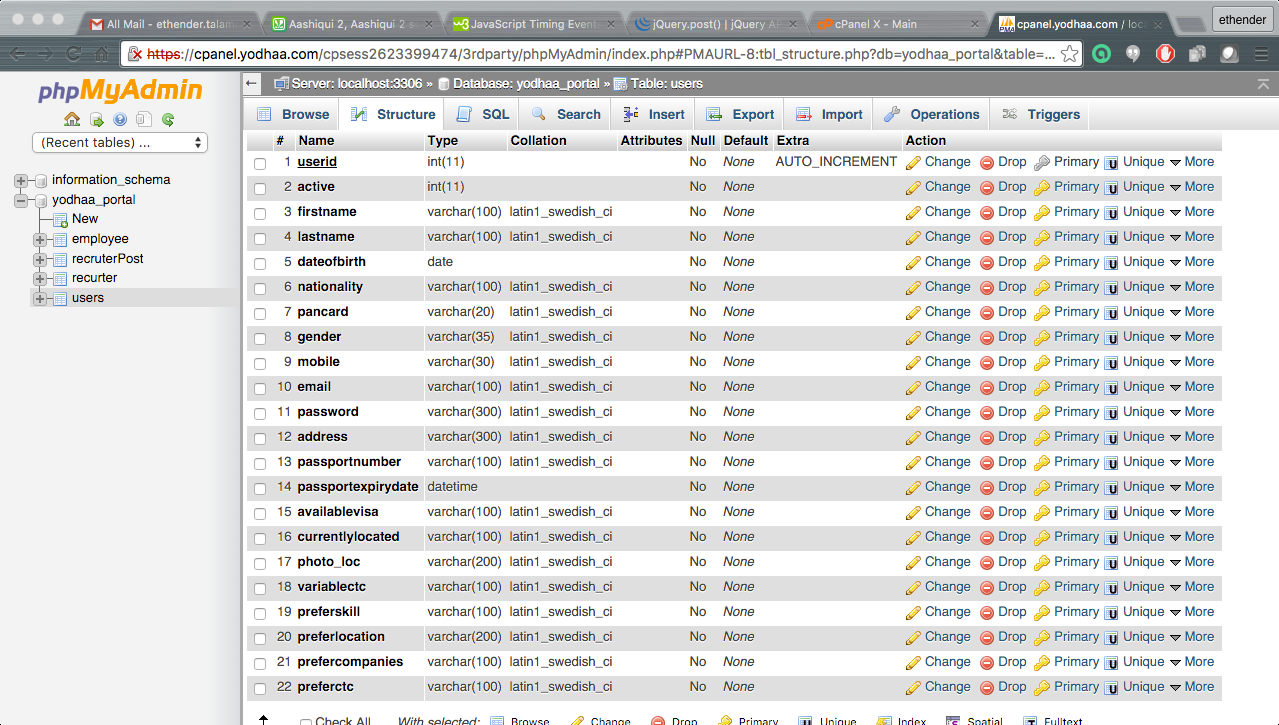 All Mail - ethender.talam
Aashiqui 2, Aashiqui 2 s
JavaScript Timing Event
jQuery.post() | jQuery A
cPanel X - Main
cpanel.yodhaa.com / loc
ethender
https://cpanel.yodhaa.com/cpsess2623399474/3rdparty/phpMyAdmin/index.php#PMAURL-8:tbl_structure.php?db=yodhaa_portal&table=...
phpMyAdmin
(Recent tables) ...
information_schema
yodhaa_portal
New
employee
recruterPost
recurter
users
Server: localhost:3306 » Database: yodhaa_portal » Table: users
Browse Structure SQL Search Insert Export Import Operations Triggers
# Name Type Collation Attributes Null Default Extra Action
1 userid int(11) No None AUTO_INCREMENT Change Drop Primary Unique More
2 active int(11) No None Change Drop Primary Unique More
3 firstname varchar(100) latin1_swedish_ci No None Change Drop Primary Unique More
4 lastname varchar(100) latin1_swedish_ci No None Change Drop Primary Unique More
5 dateofbirth date No None Change Drop Primary Unique More
6 nationality varchar(100) latin1_swedish_ci No None Change Drop Primary Unique More
7 pancard varchar(20) latin1_swedish_ci No None Change Drop Primary Unique More
8 gender varchar(35) latin1_swedish_ci No None Change Drop Primary Unique More
9 mobile varchar(30) latin1_swedish_ci No None Change Drop Primary Unique More
10 email varchar(100) latin1_swedish_ci No None Change Drop Primary Unique More
11 password varchar(300) latin1_swedish_ci No None Change Drop Primary Unique More
12 address varchar(300) latin1_swedish_ci No None Change Drop Primary Unique More
13 passportnumber varchar(100) latin1_swedish_ci No None Change Drop Primary Unique More
14 passportexpirydate datetime No None Change Drop Primary Unique More
15 availablevisa varchar(100) latin1_swedish_ci No None Change Drop Primary Unique More
16 currentlylocated varchar(100) latin1_swedish_ci No None Change Drop Primary Unique More
17 photo_loc varchar(200) latin1_swedish_ci No None Change Drop Primary Unique More
18 variablectc varchar(100) latin1_swedish_ci No None Change Drop Primary Unique More
19 preferskill varchar(100) latin1_swedish_ci No None Change Drop Primary Unique More
20 preferlocation varchar(200) latin1_swedish_ci No None Change Drop Primary Unique More
21 prefercompanies varchar(100) latin1_swedish_ci No None Change Drop Primary Unique More
22 preferctc varchar(100) latin1_swedish_ci No None Change Drop Primary Unique More
Check All With selected: Browse Change Drop Primary Unique Index Spatial Fulltext